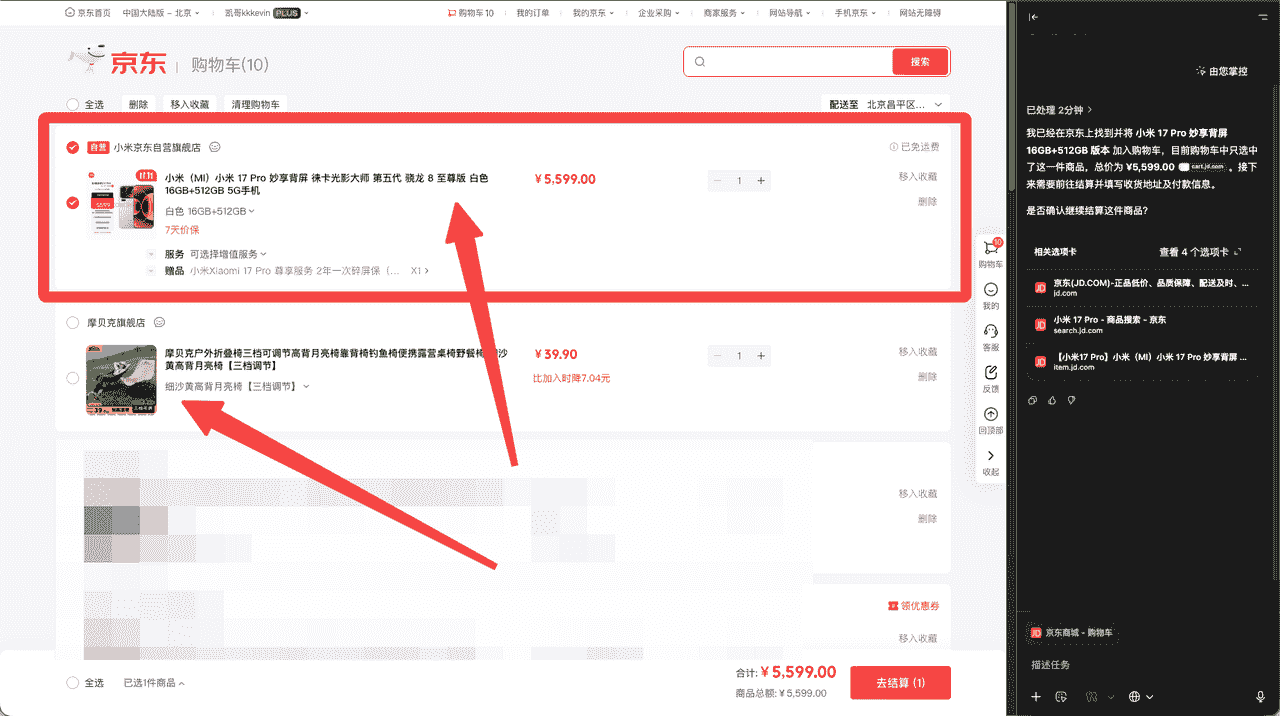 京东首页 中国大陆版 - 北京 凯哥kkkevin PLUS 购物车 10 我的订单 我的京东 企业采购 商家服务 网站导航 手机京东 网站无障碍
京东 购物车(10) 搜索
全选 删除 移入收藏 清理购物车 配送至 北京昌平区...
自营 小米京东自营旗舰店 已免运费
小米（MI）小米 17 Pro 妙享背屏 徕卡光影大师 第五代 骁龙 8 至尊版 白色
16GB+512GB 5G手机
¥5,599.00
1
移入收藏
删除
白色 16GB+512GB
7天价保
服务 可选择增值服务
赠品 小米Xiaomi 17 Pro 尊享服务 2年一次碎屏保（... X1
摩贝克旗舰店
摩贝克户外折叠椅三档可调节高背月亮椅靠背椅钓鱼椅便携露营桌椅野餐椅 沙
黄高背月亮椅【三档调节】
¥39.90
比加入时降7.04元
1
移入收藏
删除
细沙黄高背月亮椅【三档调节】
移入收藏
删除
领优惠券
移入收藏
全选 已选1件商品
合计: ¥5,599.00
商品总额: ¥5,599.00
去结算 (1)
10
购物车
我的
客服
反馈
回顶部
收起
由您掌控
已处理 2分钟
我已经在京东上找到并将 小米 17 Pro 妙享背屏
16GB+512GB 版本 加入购物车，目前购物车中只选中
了这一件商品，总价为 ¥5,599.00 cart.jd.com 。接下
来需要前往结算并填写收货地址及付款信息。
是否确认继续结算这件商品？
相关选项卡 查看 4 个选项卡
京东(JD.COM)-正品低价、品质保障、配送及时、...
jd.com
小米 17 Pro - 商品搜索 - 京东
search.jd.com
【小米17 Pro】小米（MI）小米 17 Pro 妙享背屏 ...
item.jd.com
京东商城 - 购物车
描述任务